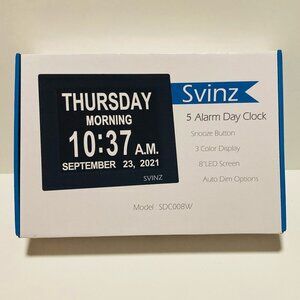 THURSDAY
MORNING
10:37 A.M.
SEPTEMBER 23, 2021
SVINZ
Svinz
5 Alarm Day Clock
Snooze Button
3 Color Display
8"LED Screen
Auto Dim Options
Model : SDC008W